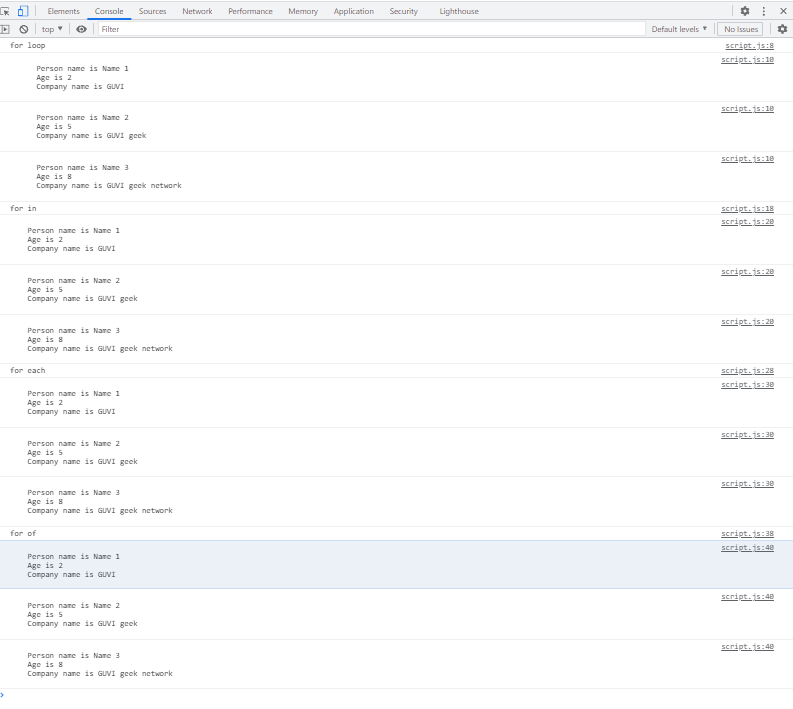 Elements Console Sources Network Performance Memory Application Security Lighthouse
top Filter Default levels No Issues
for loop script.js:8
script.js:10
Person name is Name 1
Age is 2
Company name is GUVI
script.js:10
Person name is Name 2
Age is 5
Company name is GUVI geek
script.js:10
Person name is Name 3
Age is 8
Company name is GUVI geek network
for in script.js:18
script.js:20
Person name is Name 1
Age is 2
Company name is GUVI
script.js:20
Person name is Name 2
Age is 5
Company name is GUVI geek
script.js:20
Person name is Name 3
Age is 8
Company name is GUVI geek network
for each script.js:28
script.js:30
Person name is Name 1
Age is 2
Company name is GUVI
script.js:30
Person name is Name 2
Age is 5
Company name is GUVI geek
script.js:30
Person name is Name 3
Age is 8
Company name is GUVI geek network
for of script.js:38
script.js:40
Person name is Name 1
Age is 2
Company name is GUVI
script.js:40
Person name is Name 2
Age is 5
Company name is GUVI geek
script.js:40
Person name is Name 3
Age is 8
Company name is GUVI geek network